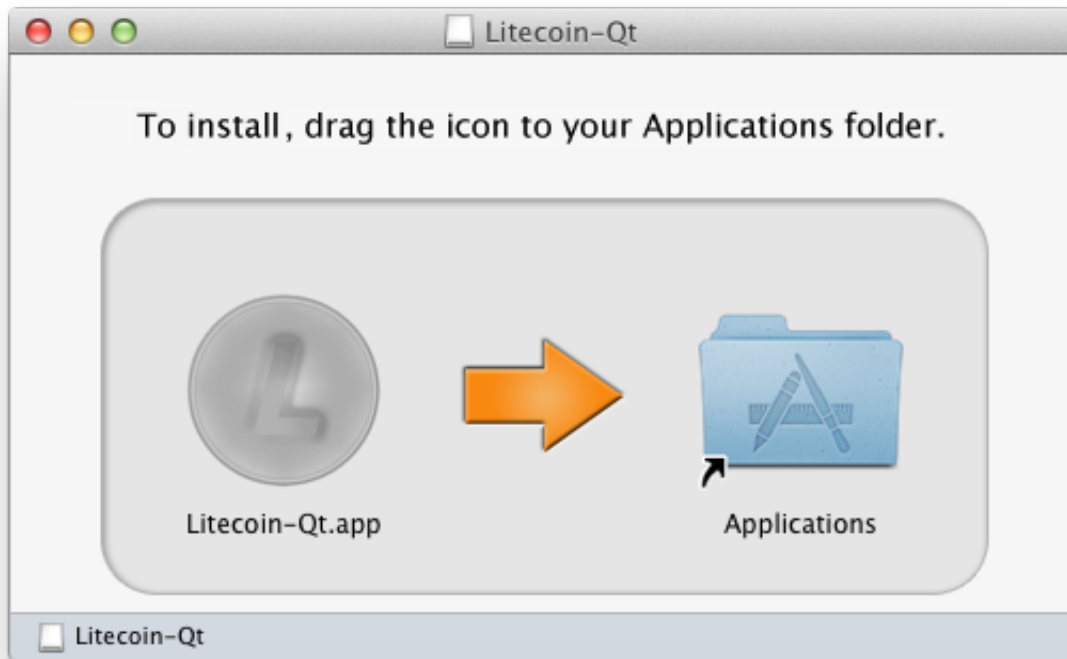 Litecoin-Qt
To install, drag the icon to your Applications folder.
L
Litecoin-Qt.app
Applications
Litecoin-Qt